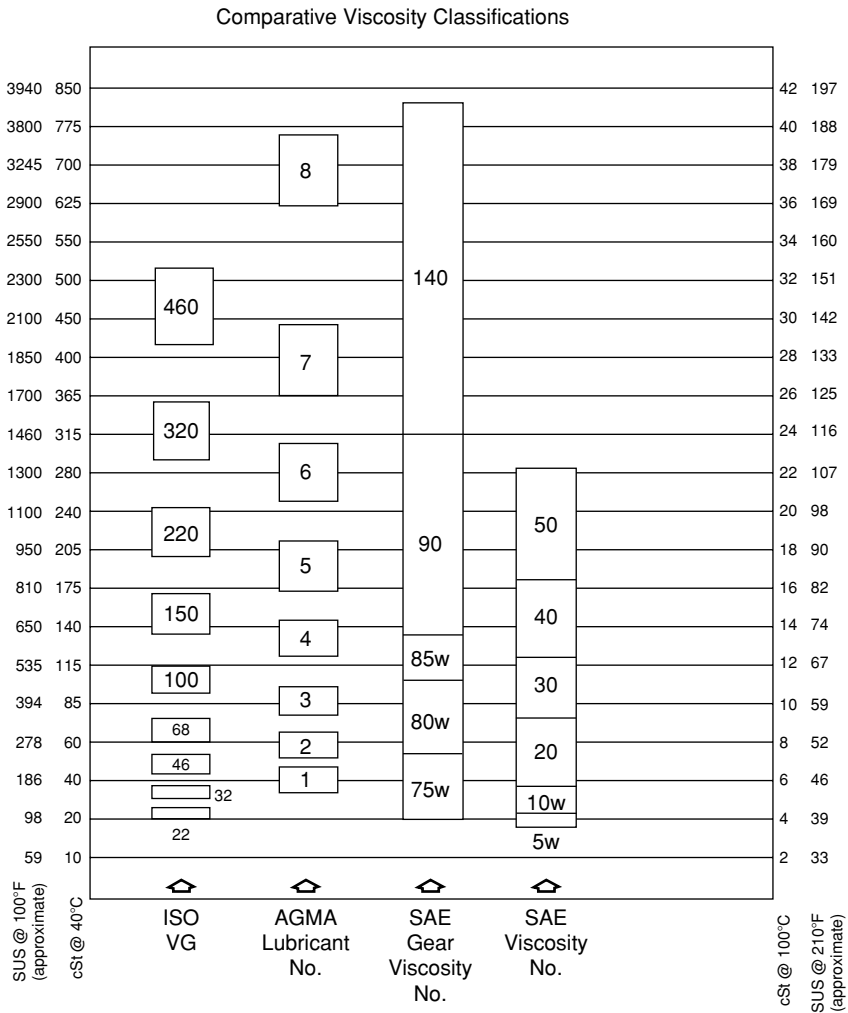 Comparative Viscosity Classifications
3940 850 42 197
3800 775 40 188
3245 700 8 38 179
2900 625 36 169
2550 550 34 160
2300 500 140 32 151
460
2100 450 30 142
1850 400 7 28 133
1700 365 26 125
1460 315 320 24 116
1300 280 6 22 107
1100 240 20 98
220 90 50
950 205 18 90
5
810 175 16 82
150 40
650 140 14 74
4
535 115 85w 12 67
100 30
394 85 3 10 59
68 80w
278 60 2 8 52
46 20
186 40 1 6 46
32 75w 10w
98 20 4 39
22 5w
59 10 2 33
SUS @ 100°F
(approximate)
cSt @ 40°C
ISO
VG
AGMA
Lubricant
No.
SAE
Gear
Viscosity
No.
SAE
Viscosity
No.
cSt @ 100°C
SUS @ 210°F
(approximate)